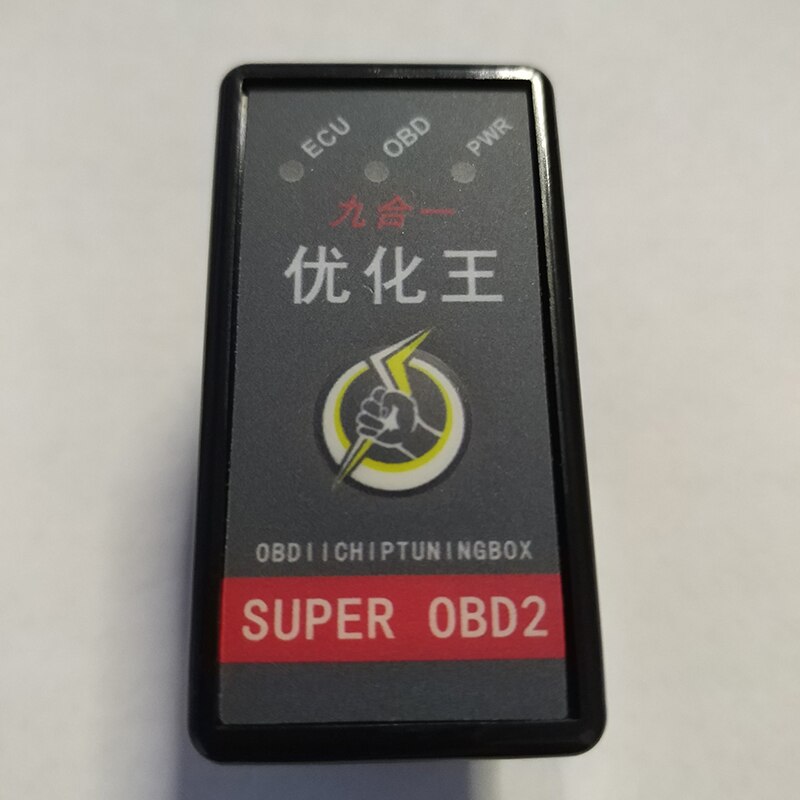 ECU OBD PWR
九合一
优化王
OBDIICHIPTUNINGBOX
SUPER OBD2